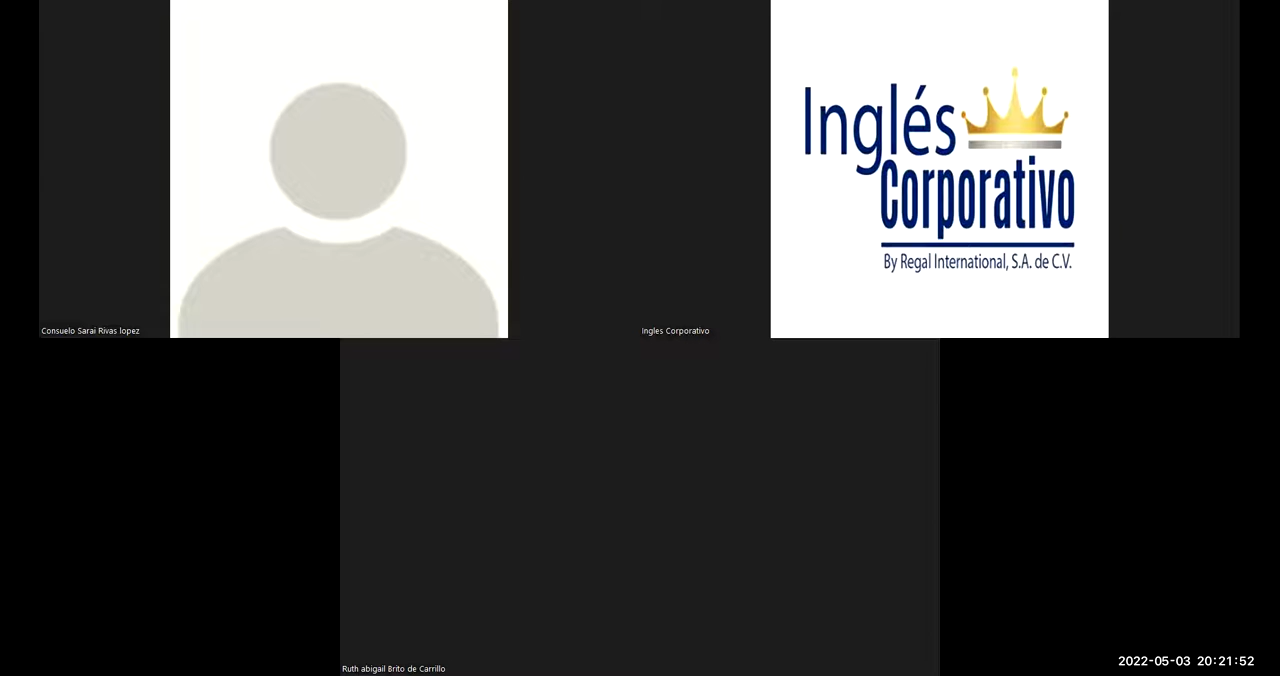 Inglés
Corporativo
By Regal International, S.A. de C.V.
Consuelo Sarai Rivas lopez
Ingles Corporativo
Ruth abigail Brito de Carrillo
2022-05-03 20:21:52